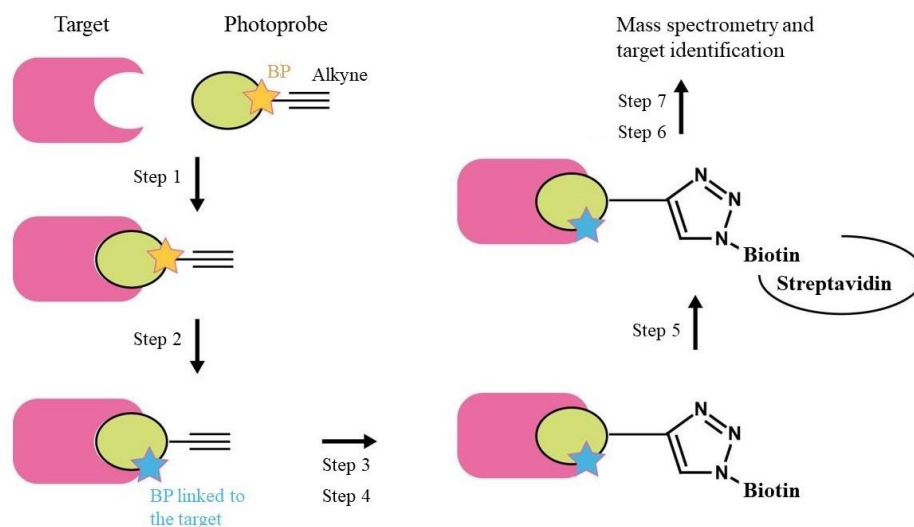 Target
Photoprobe
BP
Alkyne
Step 1
Step 2
BP linked to
the target
Step 3
Step 4
Mass spectrometry and
target identification
Step 7
Step 6
N
N
N
Biotin
Streptavidin
Step 5
N
N
N
Biotin